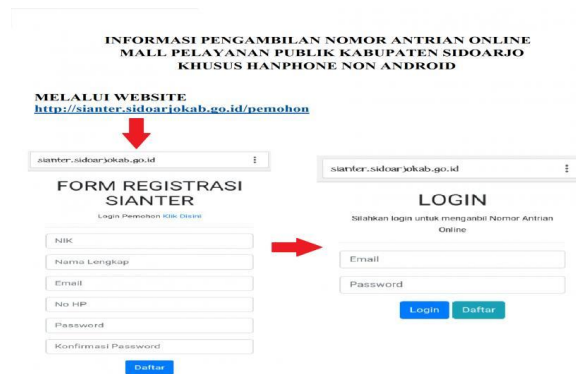 INFORMASI PENGAMBILAN NOMOR ANTRIAN ONLINE
MALL PELAYANAN PUBLIK KABUPATEN SIDOARJO
KHUSUS HANPHONE NON ANDROID
MELALUI WEBSITE
http://sianter.sidoarjokab.go.id/pemohon
sianter.sidoarjokab.go.id
FORM REGISTRASI
SIANTER
Login Pemohon Klik Disini
NIK
Nama Lengkap
Email
No HP
Password
Konfirmasi Password
Daftar
sianter.sidoarjokab.go.id
LOGIN
Silahkan login untuk menganbil Nomor Antrian
Online
Email
Password
Login Daftar